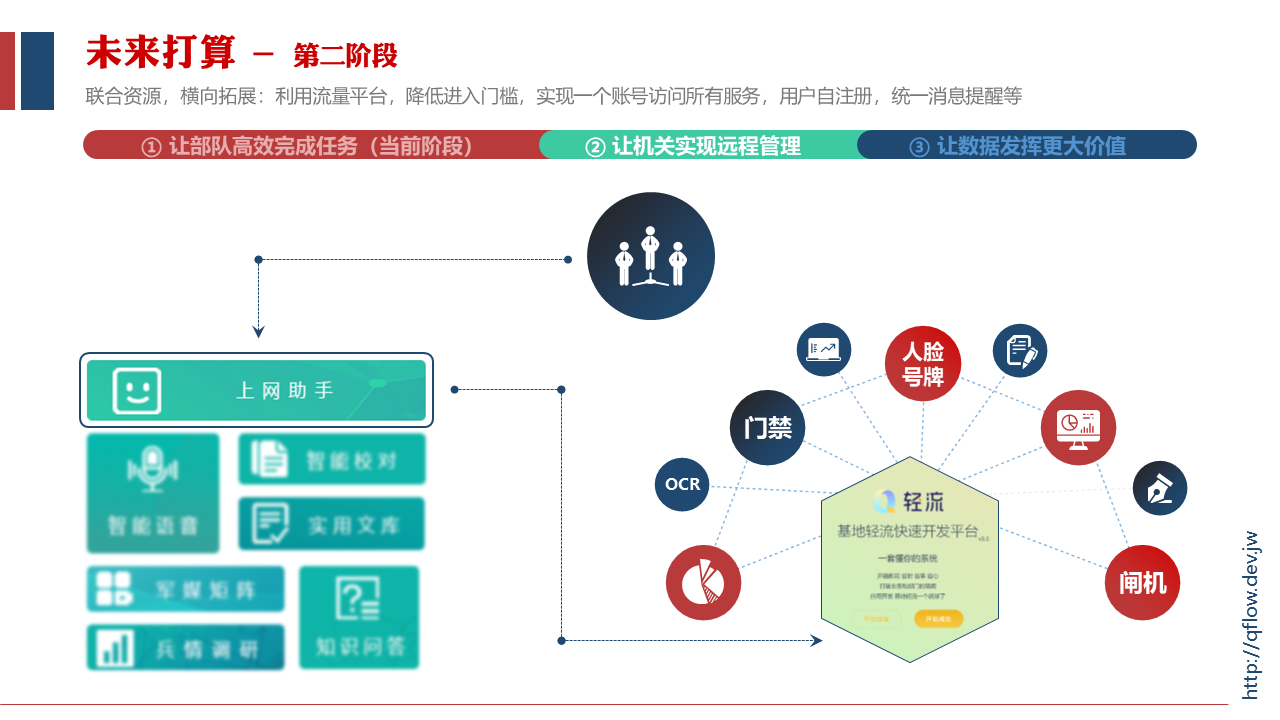 未来打算 – 第二阶段
联合资源，横向拓展：利用流量平台，降低进入门槛，实现一个账号访问所有服务，用户自注册，统一消息提醒等
① 让部队高效完成任务（当前阶段）
② 让机关实现远程管理
③ 让数据发挥更大价值
上网助手
智能语音
智能校对
实用文库
军媒矩阵
兵情调研
知识问答
人脸
号牌
门禁
OCR
闸机
轻流
基地轻流快速开发平台
一套懂你的系统
http://qflow.dev.jw